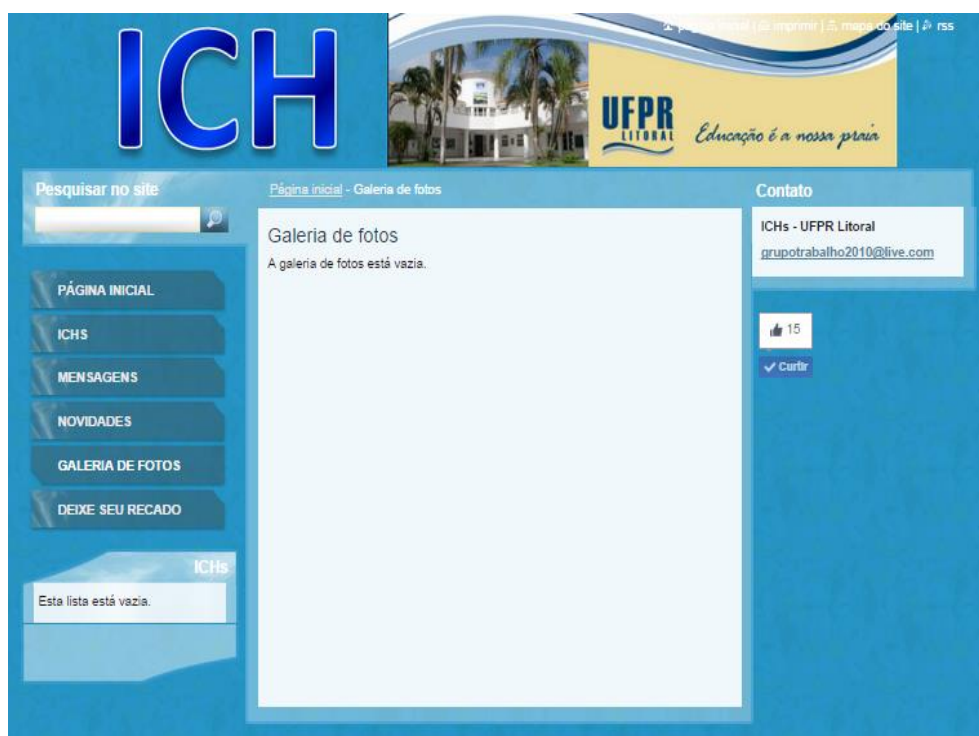 ICH
página inicial | imprimir | mapa do site | rss
UFPR
LITORAL
Educação é a nossa praia
Pesquisar no site
Página inicial - Galeria de fotos
Contato
Galeria de fotos
A galeria de fotos está vazia.
ICHs - UFPR Litoral
grupotrabalho2010@live.com
PÁGINA INICIAL
ICHS
MENSAGENS
NOVIDADES
GALERIA DE FOTOS
DEIXE SEU RECADO
15
Curtir
ICHs
Esta lista está vazia.